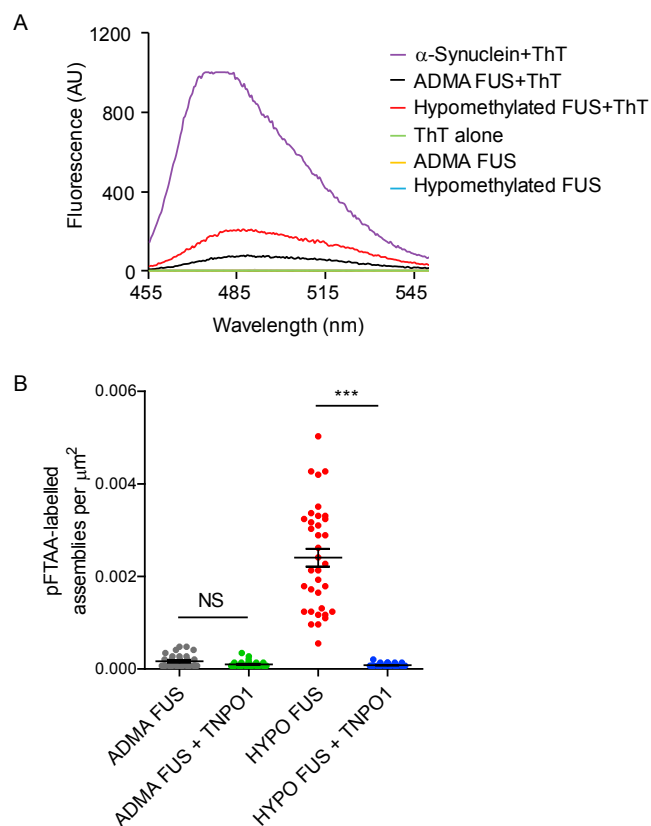 A
1200
1000
800
400
0
Fluorescence (AU)
455
485
515
545
Wavelength (nm)
α-Synuclein+ThT
ADMA FUS+ThT
Hypomethylated FUS+ThT
ThT alone
ADMA FUS
Hypomethylated FUS
B
0.006
0.004
0.002
0.000
pFTAA-labelled
assemblies per μm2
NS
***
ADMA FUS
ADMA FUS + TNPO1
HYPO FUS
HYPO FUS + TNPO1